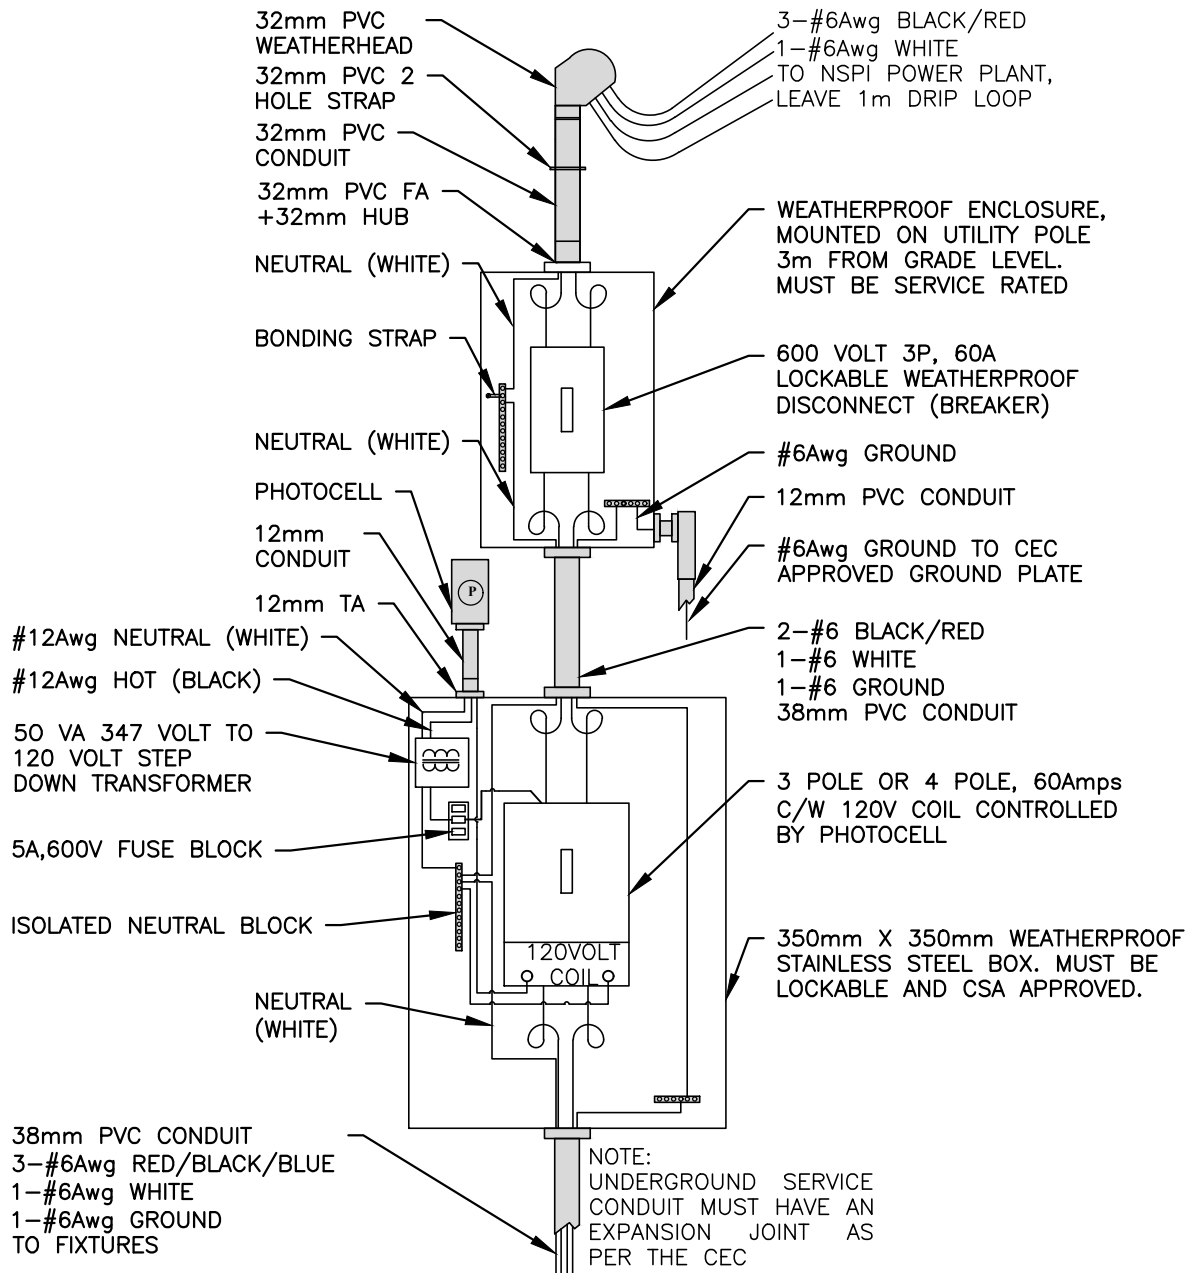 32mm PVC
WEATHERHEAD
32mm PVC 2
HOLE STRAP
32mm PVC
CONDUIT
32mm PVC FA
+32mm HUB
NEUTRAL (WHITE)
BONDING STRAP
NEUTRAL (WHITE)
PHOTOCELL
12mm
CONDUIT
12mm TA
#12Awg NEUTRAL (WHITE)
#12Awg HOT (BLACK)
50 VA 347 VOLT TO
120 VOLT STEP
DOWN TRANSFORMER
5A,600V FUSE BLOCK
ISOLATED NEUTRAL BLOCK
NEUTRAL
(WHITE)
38mm PVC CONDUIT
3-#6Awg RED/BLACK/BLUE
1-#6Awg WHITE
1-#6Awg GROUND
TO FIXTURES
P
120VOLT
COIL
3-#6Awg BLACK/RED
1-#6Awg WHITE
TO NSPI POWER PLANT,
LEAVE 1m DRIP LOOP
WEATHERPROOF ENCLOSURE,
MOUNTED ON UTILITY POLE
3m FROM GRADE LEVEL.
MUST BE SERVICE RATED
600 VOLT 3P, 60A
LOCKABLE WEATHERPROOF
DISCONNECT (BREAKER)
#6Awg GROUND
12mm PVC CONDUIT
#6Awg GROUND TO CEC
APPROVED GROUND PLATE
2-#6 BLACK/RED
1-#6 WHITE
1-#6 GROUND
38mm PVC CONDUIT
3 POLE OR 4 POLE, 60Amps
C/W 120V COIL CONTROLLED
BY PHOTOCELL
350mm X 350mm WEATHERPROOF
STAINLESS STEEL BOX. MUST BE
LOCKABLE AND CSA APPROVED.
NOTE:
UNDERGROUND SERVICE
CONDUIT MUST HAVE AN
EXPANSION JOINT AS
PER THE CEC